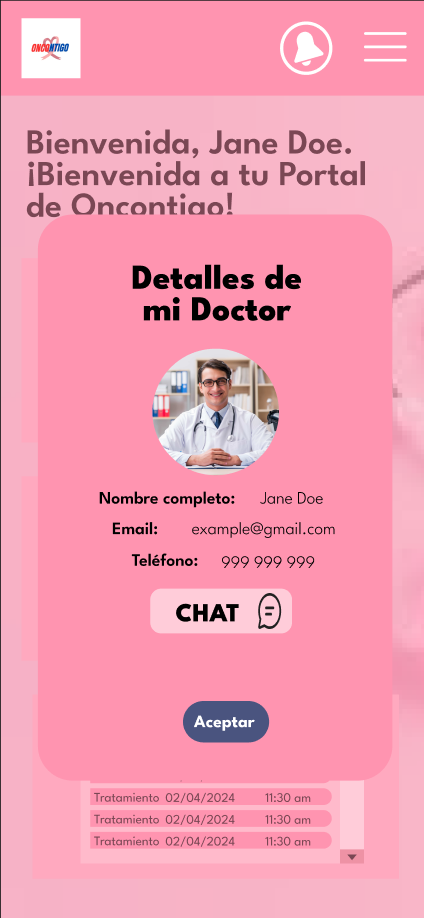 ONCONTIGO
Bienvenida, Jane Doe.
¡Bienvenida a tu Portal
de Oncontigo!
Detalles de
mi Doctor
Nombre completo: Jane Doe
Email: example@gmail.com
Teléfono: 999 999 999
CHAT
Aceptar
Tratamiento 02/04/2024 11:30 am
Tratamiento 02/04/2024 11:30 am
Tratamiento 02/04/2024 11:30 am